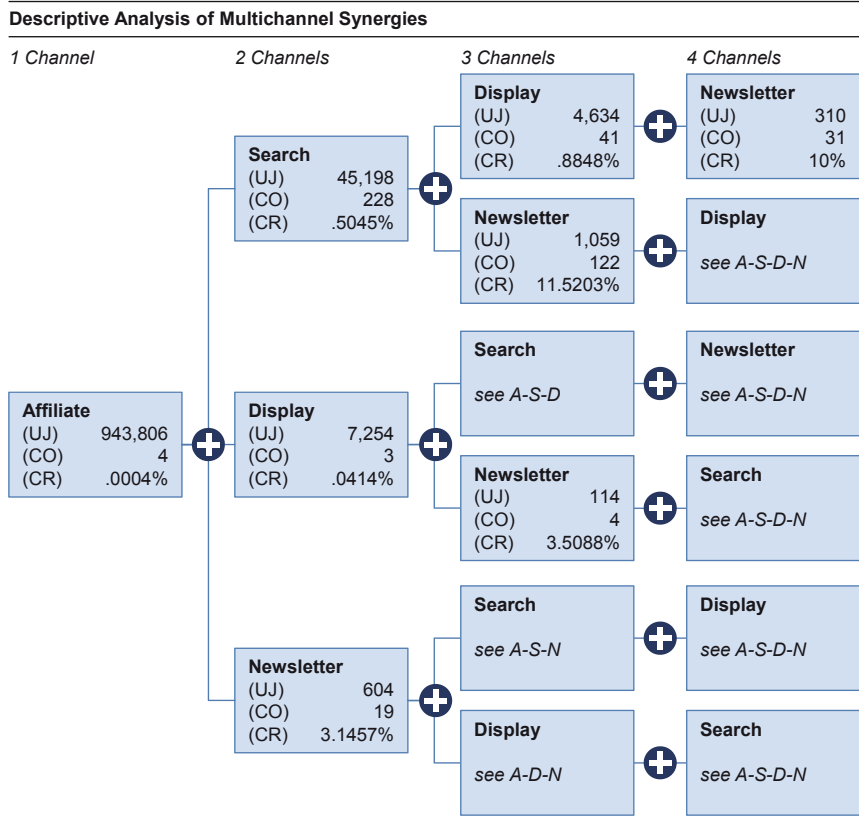 Descriptive Analysis of Multichannel Synergies
1 Channel 2 Channels 3 Channels 4 Channels
Affiliate
(UJ) 943,806
(CO) 4
(CR) .0004%
Search
(UJ) 45,198
(CO) 228
(CR) .5045%
Display
(UJ) 4,634
(CO) 41
(CR) .8848%
Newsletter
(UJ) 310
(CO) 31
(CR) 10%
Newsletter
(UJ) 1,059
(CO) 122
(CR) 11.5203%
Display
see A-S-D-N
Display
(UJ) 7,254
(CO) 3
(CR) .0414%
Search
see A-S-D
Newsletter
see A-S-D-N
Newsletter
(UJ) 114
(CO) 4
(CR) 3.5088%
Search
see A-S-D-N
Newsletter
(UJ) 604
(CO) 19
(CR) 3.1457%
Search
see A-S-N
Display
see A-S-D-N
Display
see A-D-N
Search
see A-S-D-N